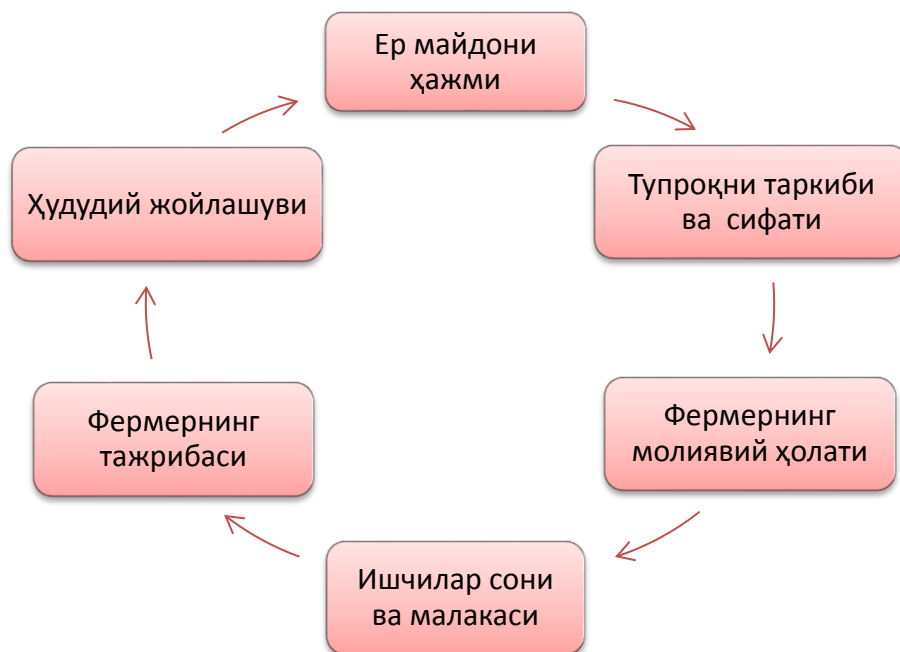 Ер майдони
ҳажми
Тупроқни таркиби
ва сифати
Фермернинг
молиявий ҳолати
Ишчилар сони
ва малакаси
Фермернинг
тажрибаси
Ҳудудий жойлашуви